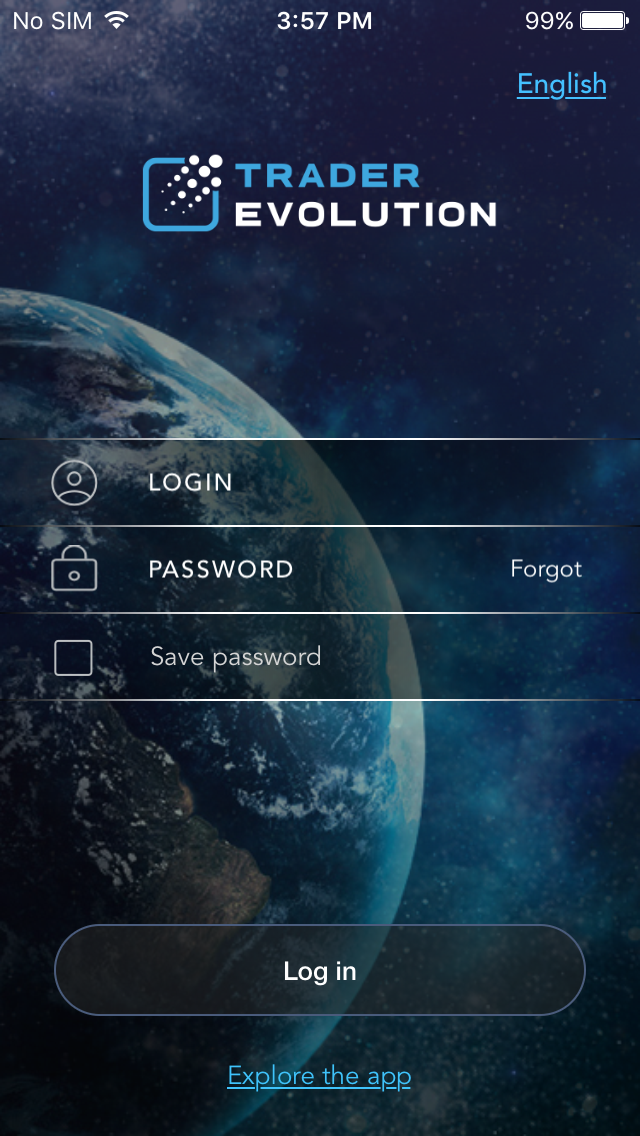 No SIM 3:57 PM 99%
English
TRADER
EVOLUTION
LOGIN
PASSWORD Forgot
Save password
Log in
Explore the app